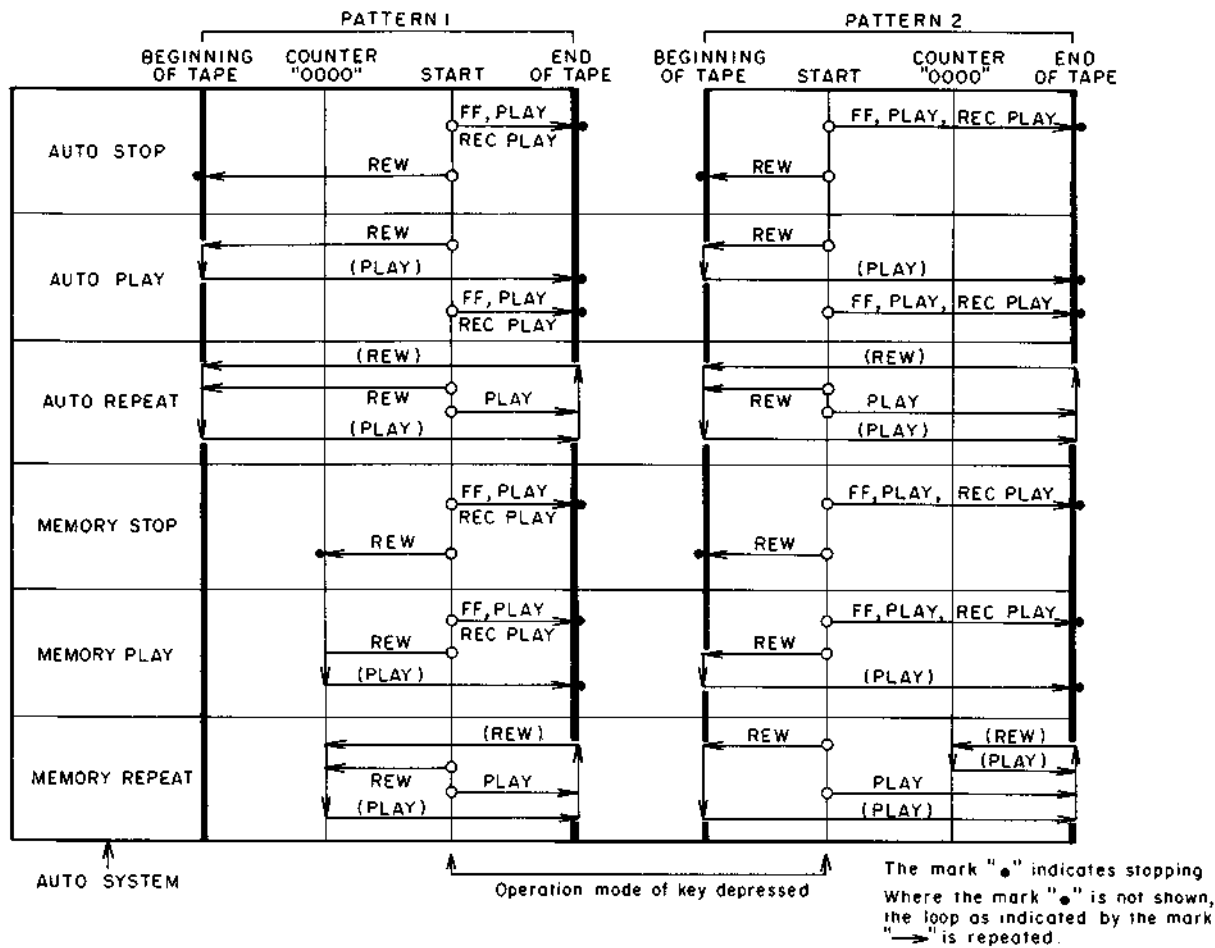 PATTERN 1
PATTERN 2
BEGINNING OF TAPE
COUNTER "0000"
START
END OF TAPE
BEGINNING OF TAPE
START
COUNTER "0000"
END OF TAPE
AUTO STOP
FF, PLAY
REC PLAY
REW
FF, PLAY, REC PLAY
REW
AUTO PLAY
REW
(PLAY)
FF, PLAY
REC PLAY
REW
(PLAY)
FF, PLAY, REC PLAY
AUTO REPEAT
(REW)
REW
PLAY
(PLAY)
(REW)
REW
PLAY
(PLAY)
MEMORY STOP
FF, PLAY
REC PLAY
REW
FF, PLAY, REC PLAY
REW
MEMORY PLAY
FF, PLAY
REC PLAY
REW
(PLAY)
FF, PLAY, REC PLAY
REW
(PLAY)
MEMORY REPEAT
(REW)
REW
PLAY
(PLAY)
REW
(REW)
(PLAY)
PLAY
(PLAY)
AUTO SYSTEM
Operation mode of key depressed
The mark "●" indicates stopping
Where the mark "●" is not shown,
the loop as indicated by the mark
"→" is repeated.